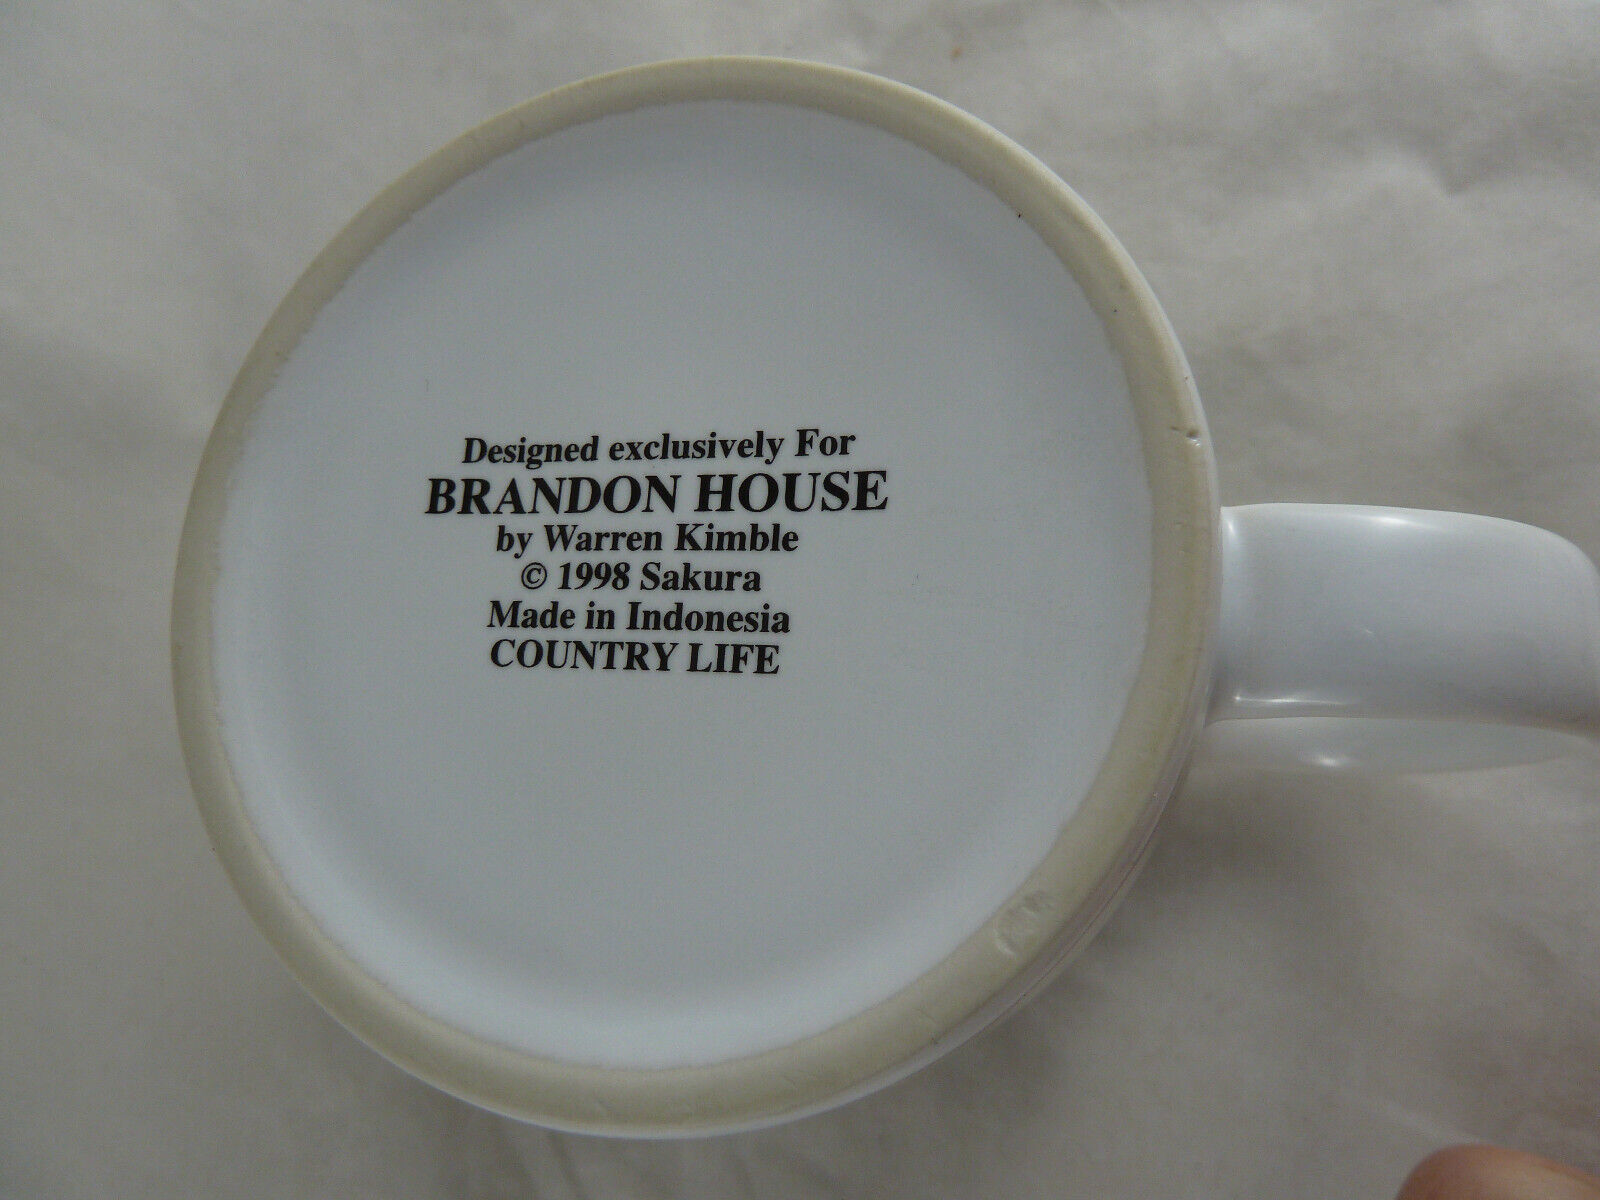 Designed exclusively For
BRANDON HOUSE
by Warren Kimble
© 1998 Sakura
Made in Indonesia
COUNTRY LIFE